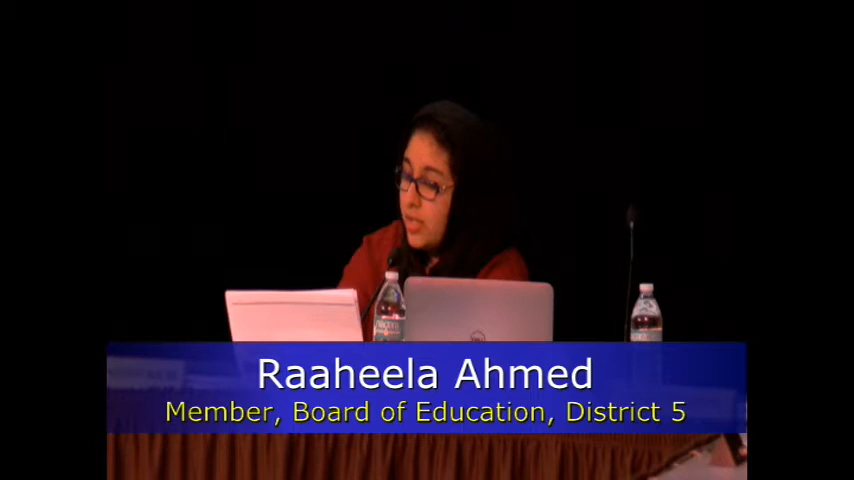 Raaheela Ahmed
Member, Board of Education, District 5